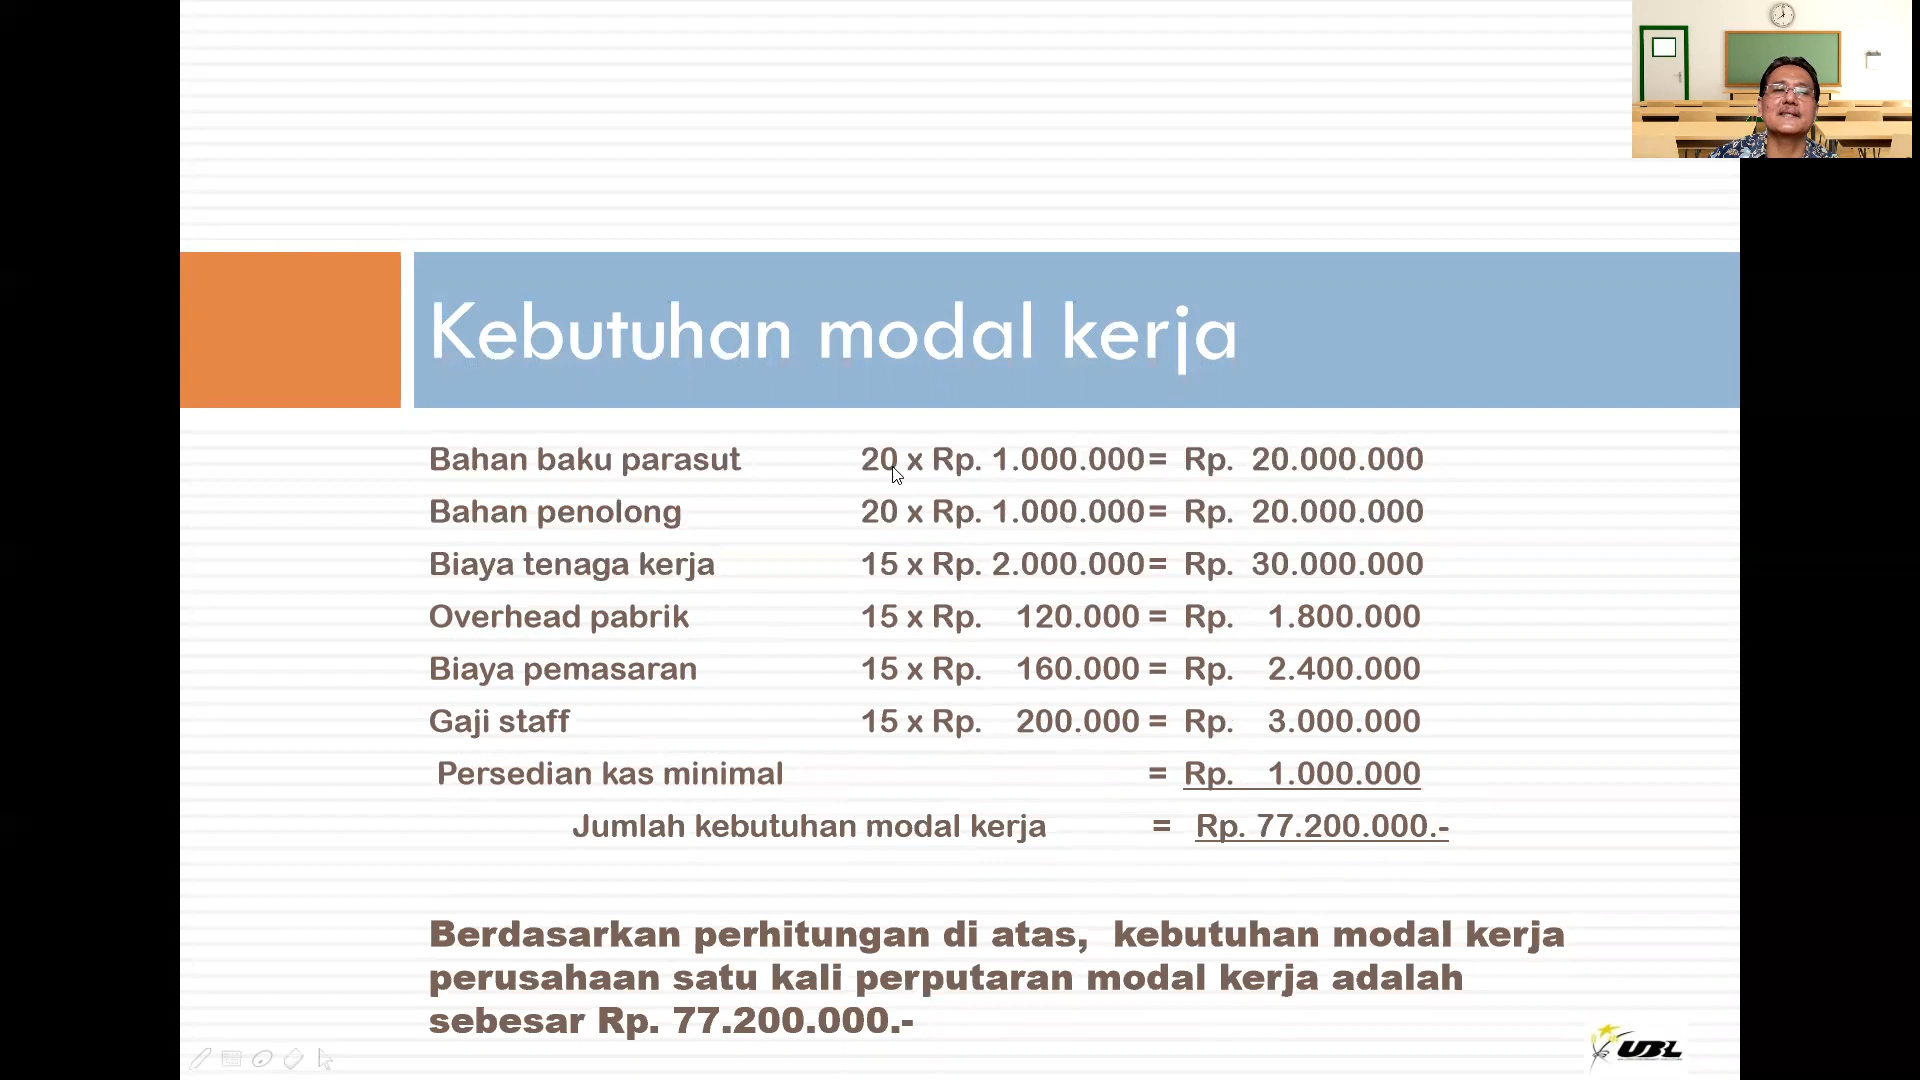 Kebutuhan modal kerja
Bahan baku parasut 20 x Rp. 1.000.000= Rp. 20.000.000
Bahan penolong 20 x Rp. 1.000.000= Rp. 20.000.000
Biaya tenaga kerja 15 x Rp. 2.000.000= Rp. 30.000.000
Overhead pabrik 15 x Rp. 120.000 = Rp. 1.800.000
Biaya pemasaran 15 x Rp. 160.000 = Rp. 2.400.000
Gaji staff 15 x Rp. 200.000 = Rp. 3.000.000
Persedian kas minimal = Rp. 1.000.000
Jumlah kebutuhan modal kerja = Rp. 77.200.000.-
Berdasarkan perhitungan di atas, kebutuhan modal kerja
perusahaan satu kali perputaran modal kerja adalah
sebesar Rp. 77.200.000.-
UBL